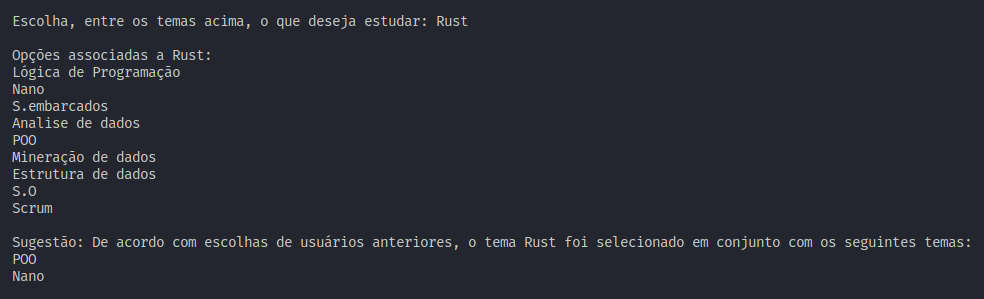 Escolha, entre os temas acima, o que deseja estudar: Rust
Opções associadas a Rust:
Lógica de Programação
Nano
S.embarcados
Analise de dados
POO
Mineração de dados
Estrutura de dados
S.O
Scrum
Sugestão: De acordo com escolhas de usuários anteriores, o tema Rust foi selecionado em conjunto com os seguintes temas:
POO
Nano